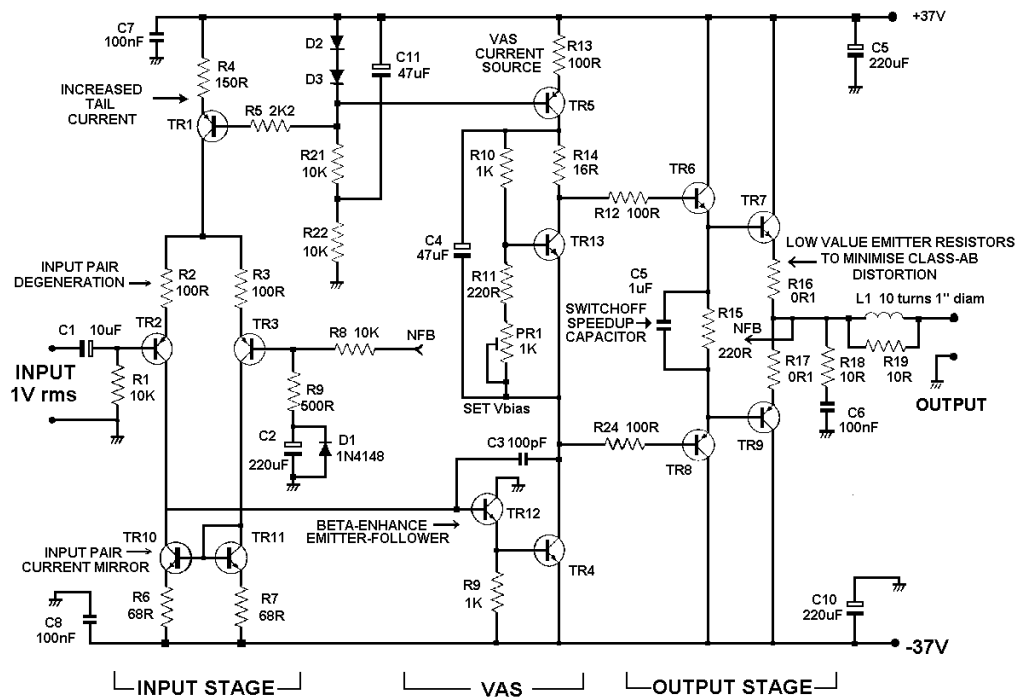 C7
100nF
+37V
D2
D3
C11
47uF
VAS
CURRENT
SOURCE
R13
100R
C5
220uF
R4
150R
INCREASED
TAIL
CURRENT
TR1
R5 2K2
TR5
R21
10K
R10
1K
R14
16R
TR6
TR7
R12 100R
R22
10K
C4
47uF
TR13
INPUT PAIR
DEGENERATION
R2
100R
R3
100R
R11
220R
C5
1uF
LOW VALUE EMITTER RESISTORS
TO MINIMISE CLASS-AB
DISTORTION
R16
0R1
L1 10 turns 1" diam
C1 10uF
TR2
TR3
R8 10K
NFB
PR1
1K
SWITCHOFF
SPEEDUP
CAPACITOR
R15
220R
NFB
R17
0R1
R18
10R
R19
10R
INPUT
1V rms
R1
10K
R9
500R
SET Vbias
OUTPUT
C6
100nF
C2
220uF
D1
1N4148
C3 100pF
R24 100R
TR8
TR9
BETA-ENHANCE
EMITTER-FOLLOWER
TR12
TR10
TR11
INPUT PAIR
CURRENT MIRROR
TR4
R9
1K
R6
68R
R7
68R
C8
100nF
C10
220uF
-37V
INPUT STAGE
VAS
OUTPUT STAGE